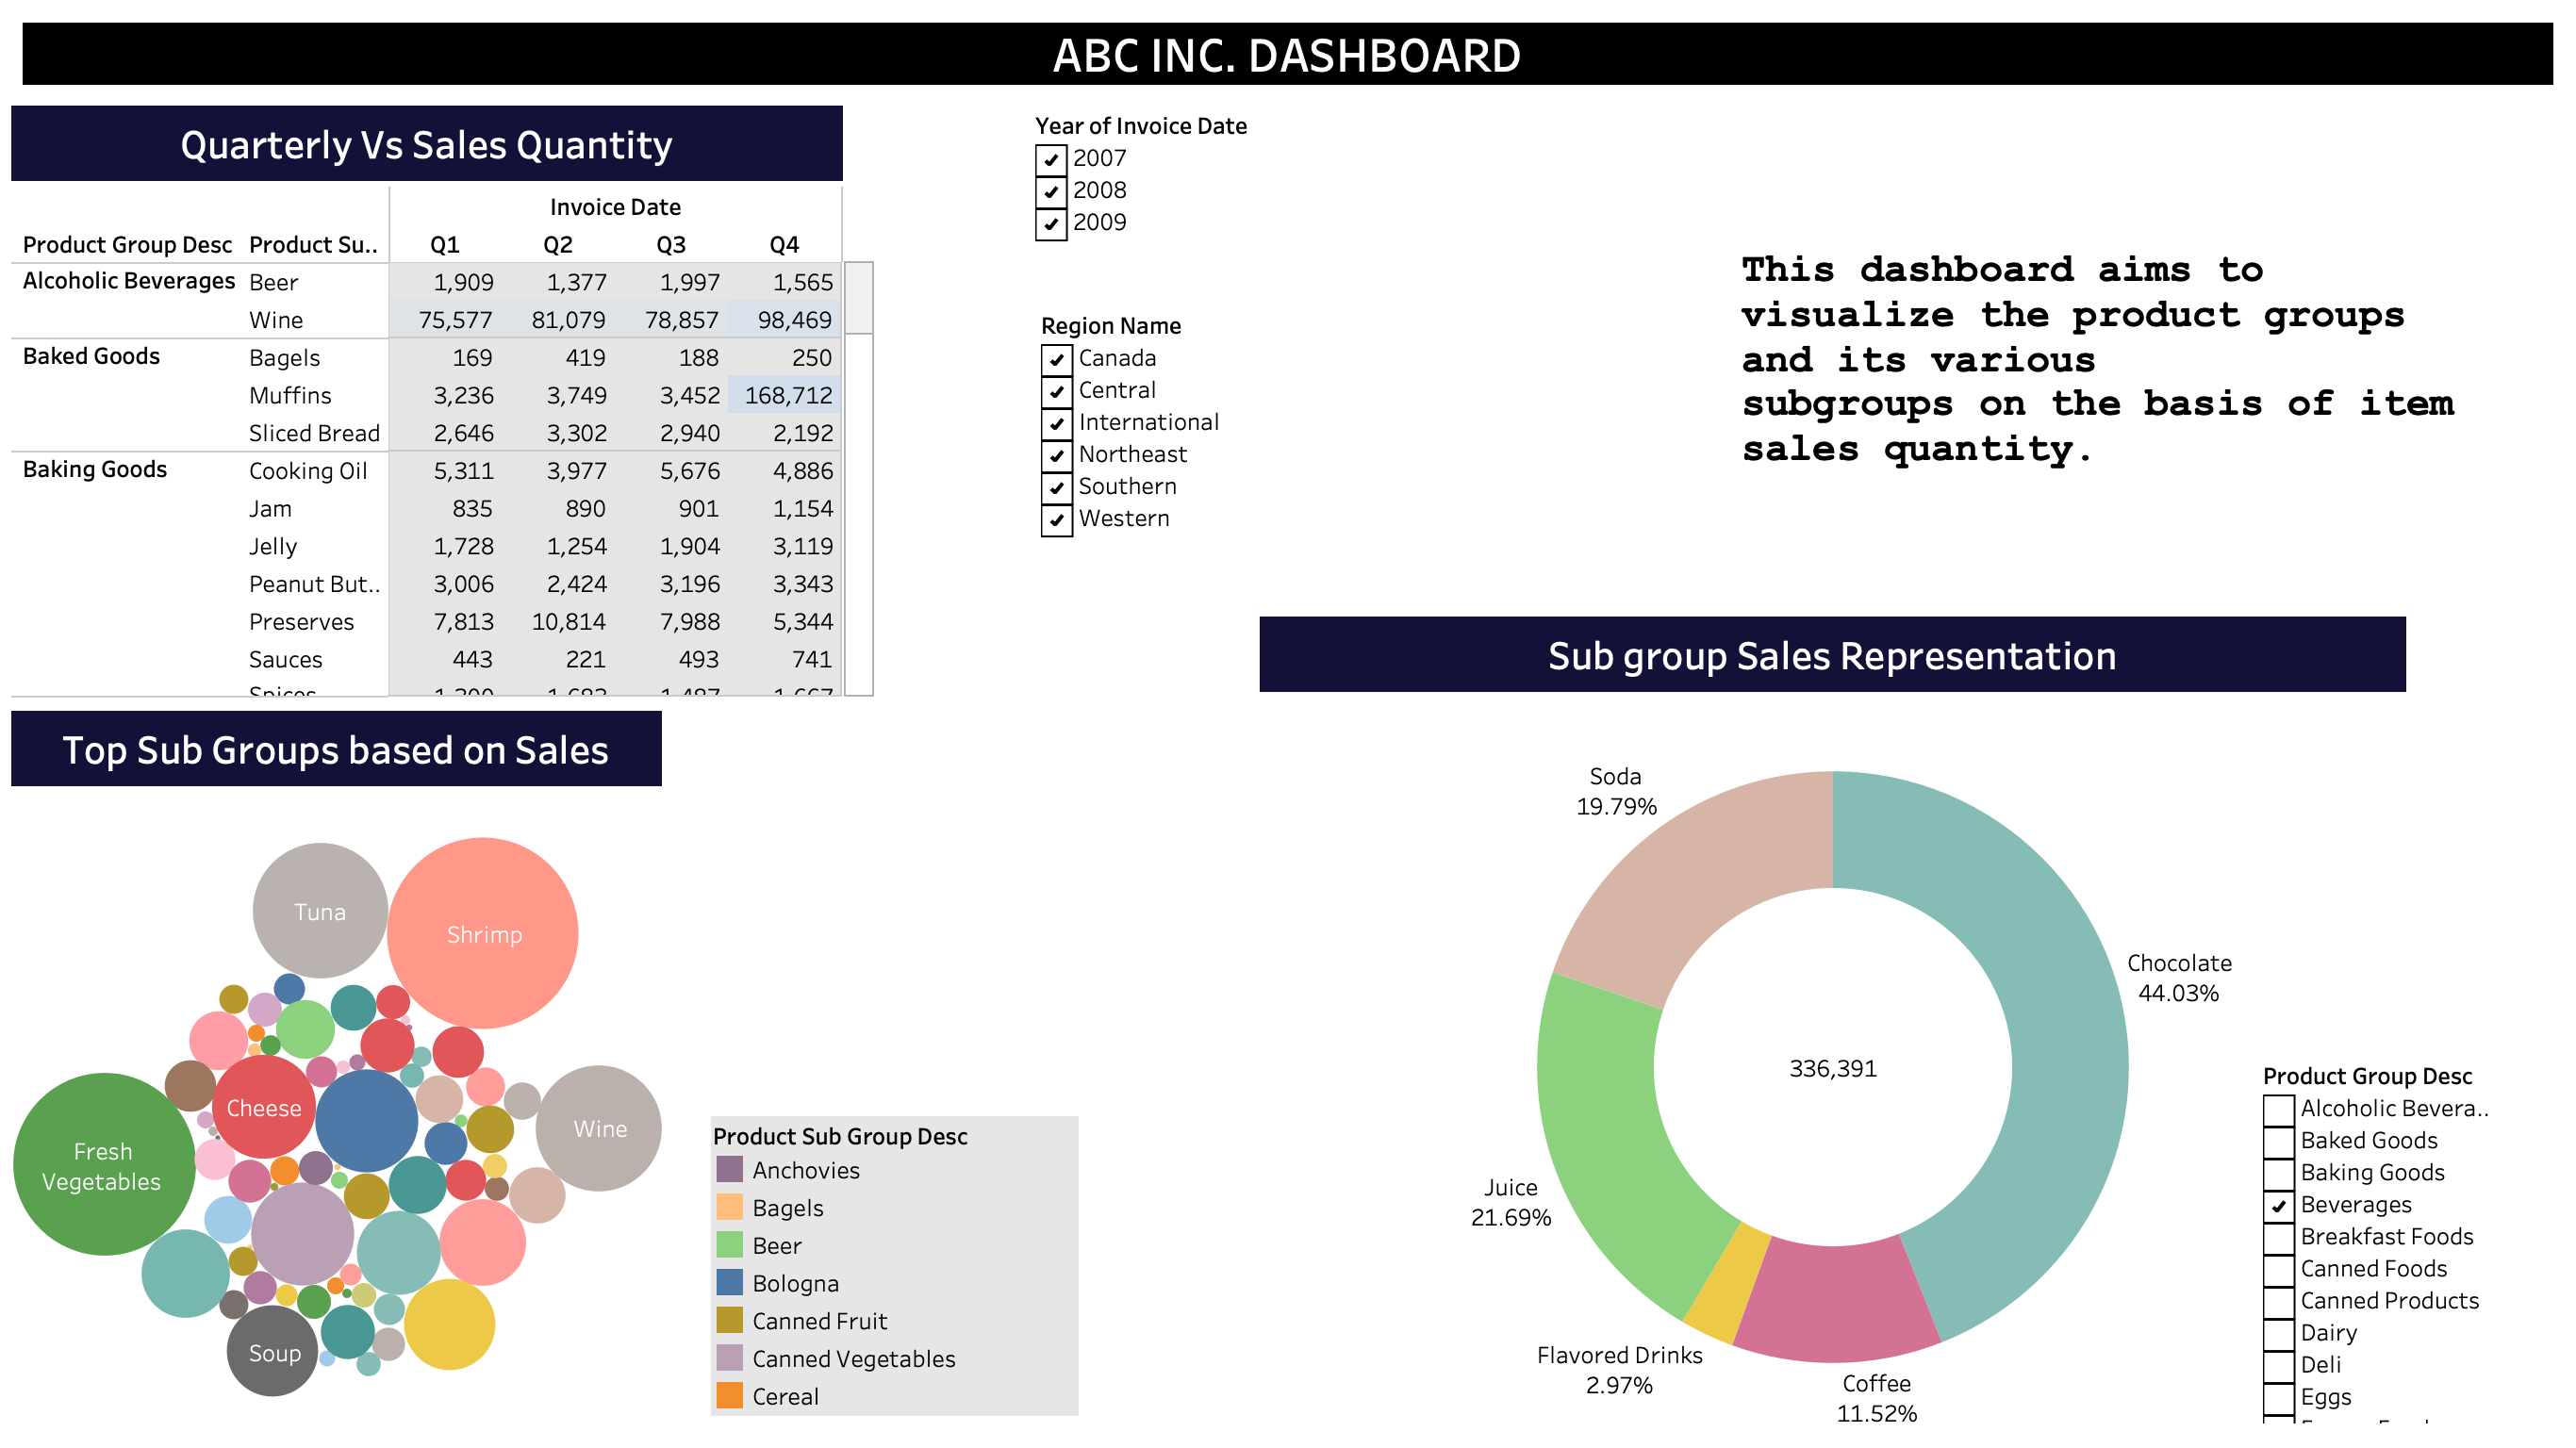 ABC INC. DASHBOARD
Quarterly Vs Sales Quantity
Invoice Date
Product Group Desc Product Su.. Q1 Q2 Q3 Q4
Alcoholic Beverages Beer 1,909 1,377 1,997 1,565
Wine 75,577 81,079 78,857 98,469
Baked Goods Bagels 169 419 188 250
Muffins 3,236 3,749 3,452 168,712
Sliced Bread 2,646 3,302 2,940 2,192
Baking Goods Cooking Oil 5,311 3,977 5,676 4,886
Jam 835 890 901 1,154
Jelly 1,728 1,254 1,904 3,119
Peanut But.. 3,006 2,424 3,196 3,343
Preserves 7,813 10,814 7,988 5,344
Sauces 443 221 493 741
Spices
Year of Invoice Date
2007
2008
2009
Region Name
Canada
Central
International
Northeast
Southern
Western
This dashboard aims to
visualize the product groups
and its various
subgroups on the basis of item
sales quantity.
Top Sub Groups based on Sales
Tuna
Shrimp
Cheese
Wine
Fresh
Vegetables
Soup
Product Sub Group Desc
Anchovies
Bagels
Beer
Bologna
Canned Fruit
Canned Vegetables
Cereal
Sub group Sales Representation
Soda
19.79%
Chocolate
44.03%
336,391
Juice
21.69%
Flavored Drinks
2.97%
Coffee
11.52%
Product Group Desc
Alcoholic Bevera..
Baked Goods
Baking Goods
Beverages
Breakfast Foods
Canned Foods
Canned Products
Dairy
Deli
Eggs